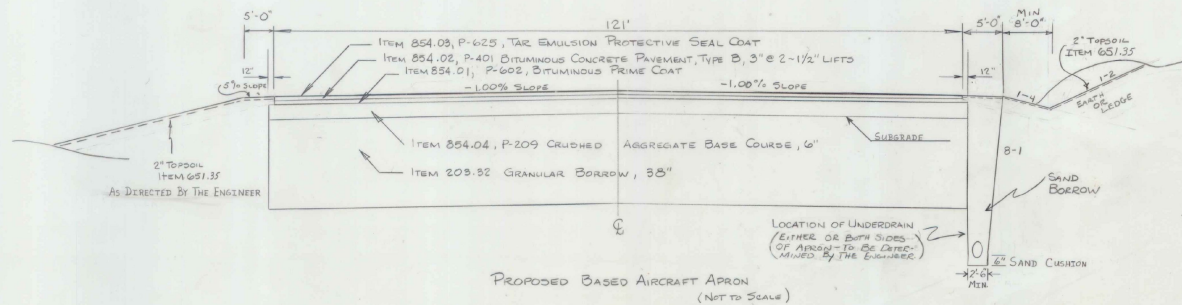 5'-0"
121'
5'-0"
MIN
8'-0"
2" TOPSOIL
ITEM 651.35
ITEM 854.03, P-625, TAR EMULSION PROTECTIVE SEAL COAT
ITEM 854.02, P-401 BITUMINOUS CONCRETE PAVEMENT, TYPE B, 3" @ 2-1/2" LIFTS
ITEM 854.01, P-602, BITUMINOUS PRIME COAT
12"
12"
5% SLOPE
-1.00% SLOPE
-1.00% SLOPE
1-4
1-2
EARTH
OR
LEDGE
SUBGRADE
ITEM 854.04, P-209 CRUSHED AGGREGATE BASE COURSE, 6"
8-1
2" TOPSOIL
ITEM 651.35
AS DIRECTED BY THE ENGINEER
ITEM 203.32 GRANULAR BORROW, 38"
SAND
BORROW
LOCATION OF UNDERDRAIN
(EITHER OR BOTH SIDES
OF APRON - TO BE DETER-
MINED BY THE ENGINEER)
6" SAND CUSHION
2'-6"
MIN
PROPOSED BASED AIRCRAFT APRON
(NOT TO SCALE)